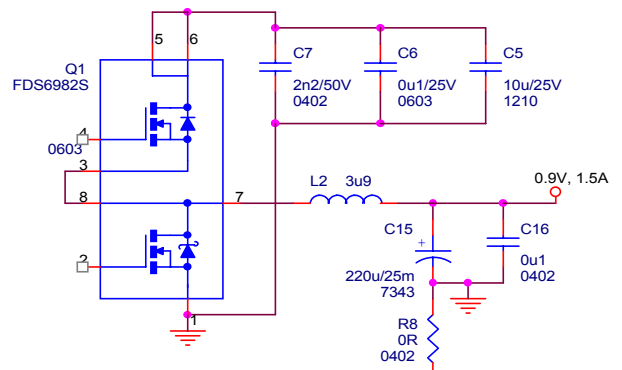 5
6
Q1
FDS6982S
C7
2n2/50V
0402
C6
0u1/25V
0603
C5
10u/25V
1210
4
0603
3
8
7
L2
3u9
0.9V, 1.5A
C15
+
220u/25m
7343
C16
0u1
0402
2
1
R8
0R
0402